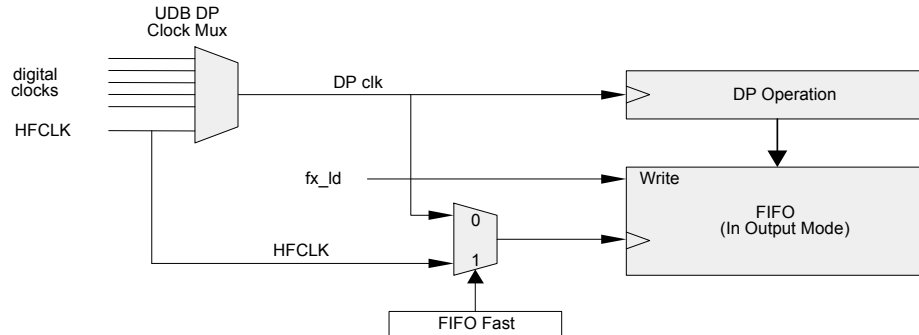 UDB DP
Clock Mux
digital
clocks
DP clk
DP Operation
HFCLK
fx_ld
Write
FIFO
(In Output Mode)
0
HFCLK
1
FIFO Fast